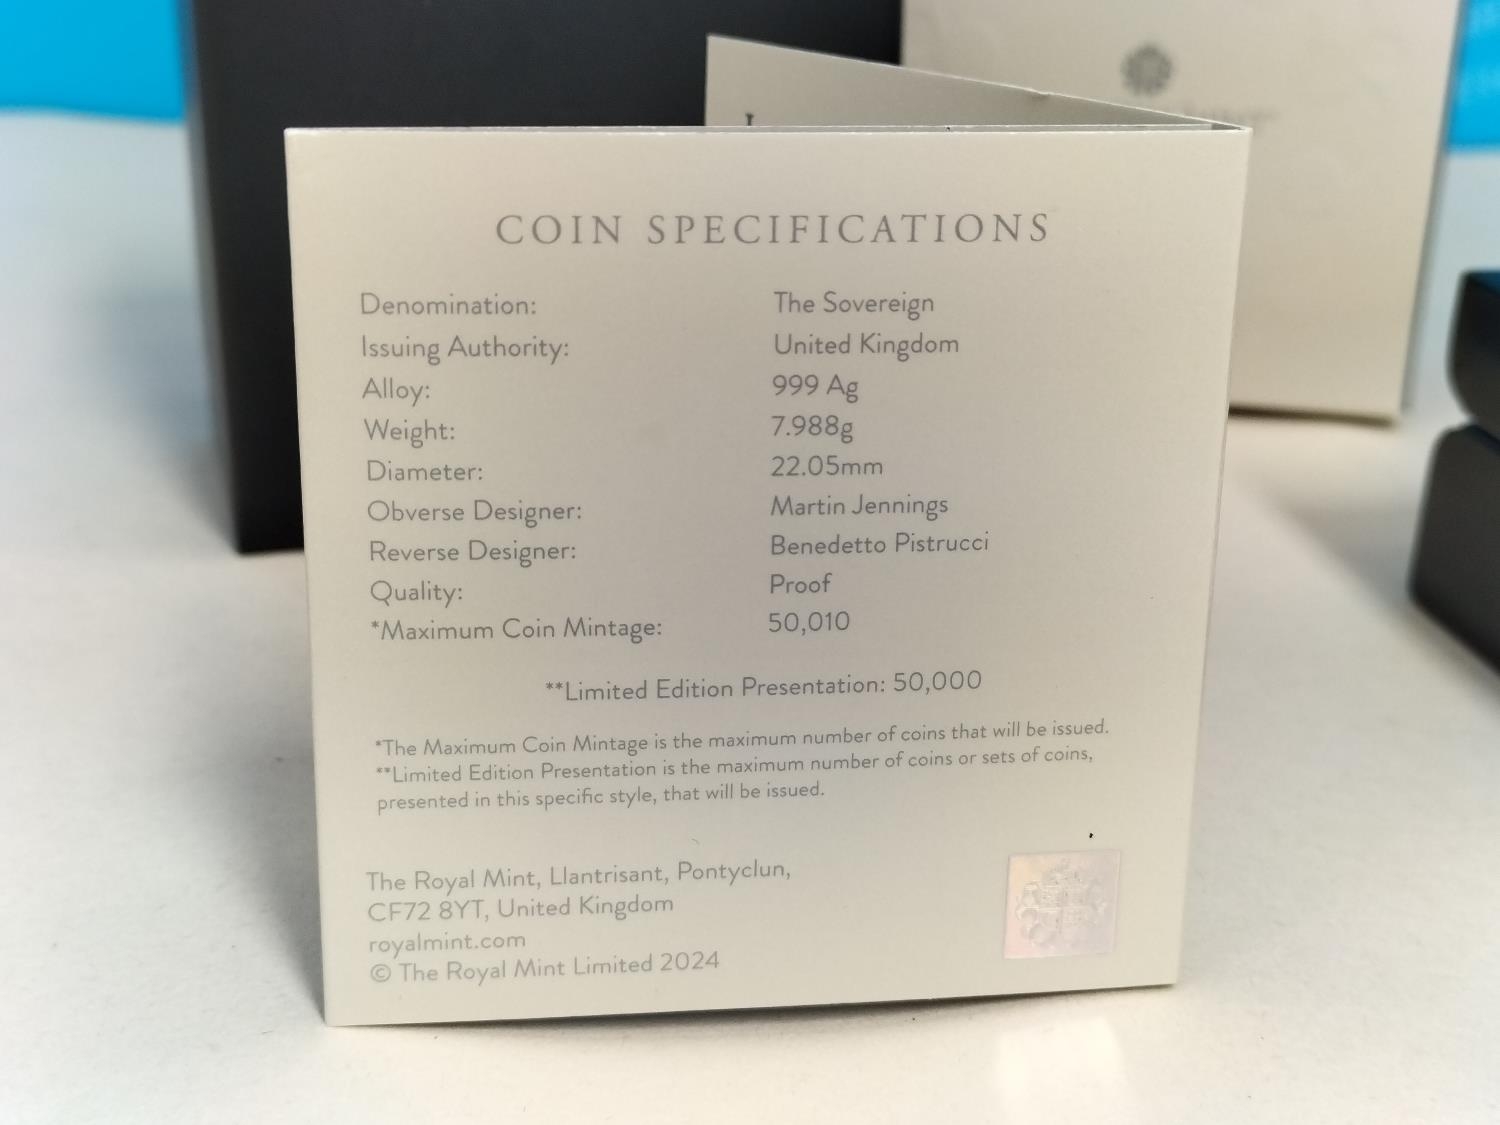 COIN SPECIFICATIONS
Denomination: The Sovereign
Issuing Authority: United Kingdom
Alloy: 999 Ag
Weight: 7.988g
Diameter: 22.05mm
Obverse Designer: Martin Jennings
Reverse Designer: Benedetto Pistrucci
Quality: Proof
*Maximum Coin Mintage: 50,010
**Limited Edition Presentation: 50,000
*The Maximum Coin Mintage is the maximum number of coins that will be issued.
**Limited Edition Presentation is the maximum number of coins or sets of coins,
presented in this specific style, that will be issued.
The Royal Mint, Llantrisant, Pontyclun,
CF72 8YT, United Kingdom
royalmint.com
© The Royal Mint Limited 2024